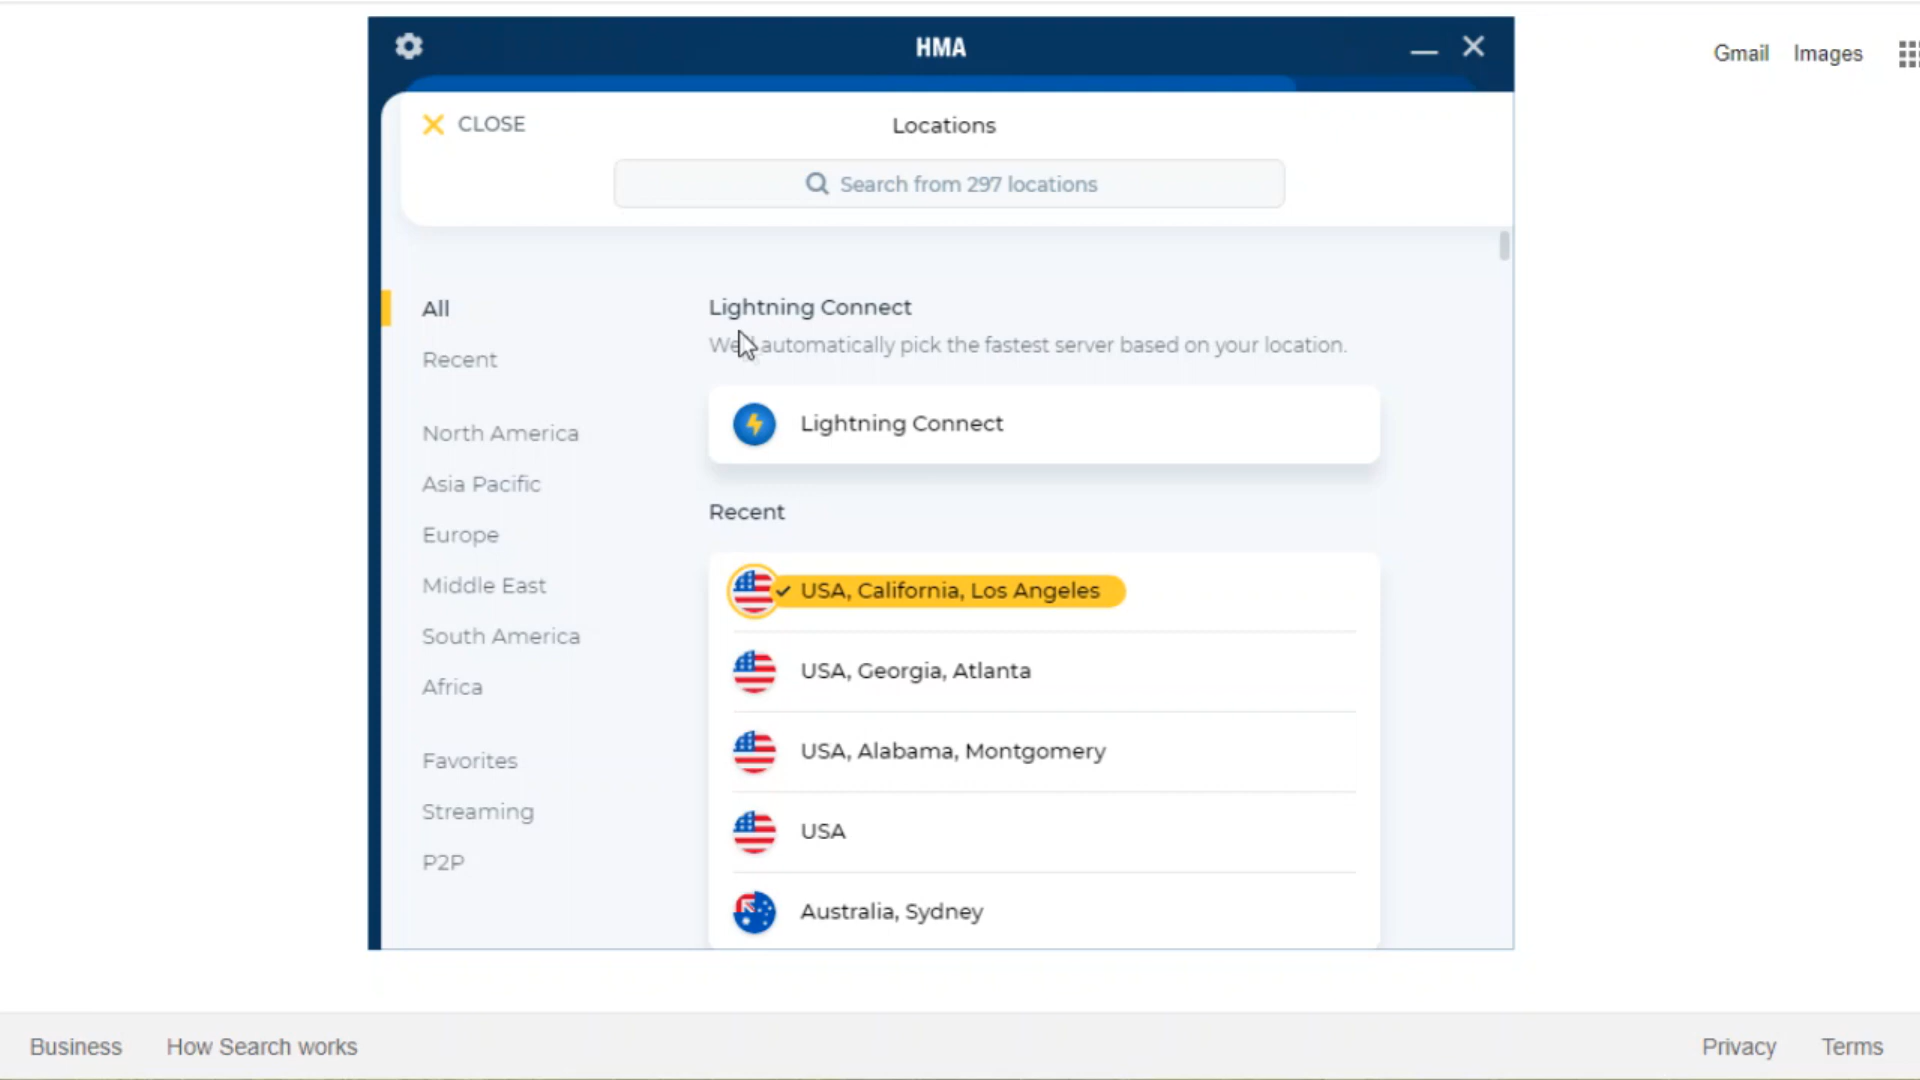 HMA
Gmail Images
CLOSE
Locations
Search from 297 locations
All
Recent
North America
Asia Pacific
Europe
Middle East
South America
Africa
Favorites
Streaming
P2P
Lightning Connect
automatically pick the fastest server based on your location.
Lightning Connect
Recent
USA, California, Los Angeles
USA, Georgia, Atlanta
USA, Alabama, Montgomery
USA
Australia, Sydney
Business How Search works Privacy Terms